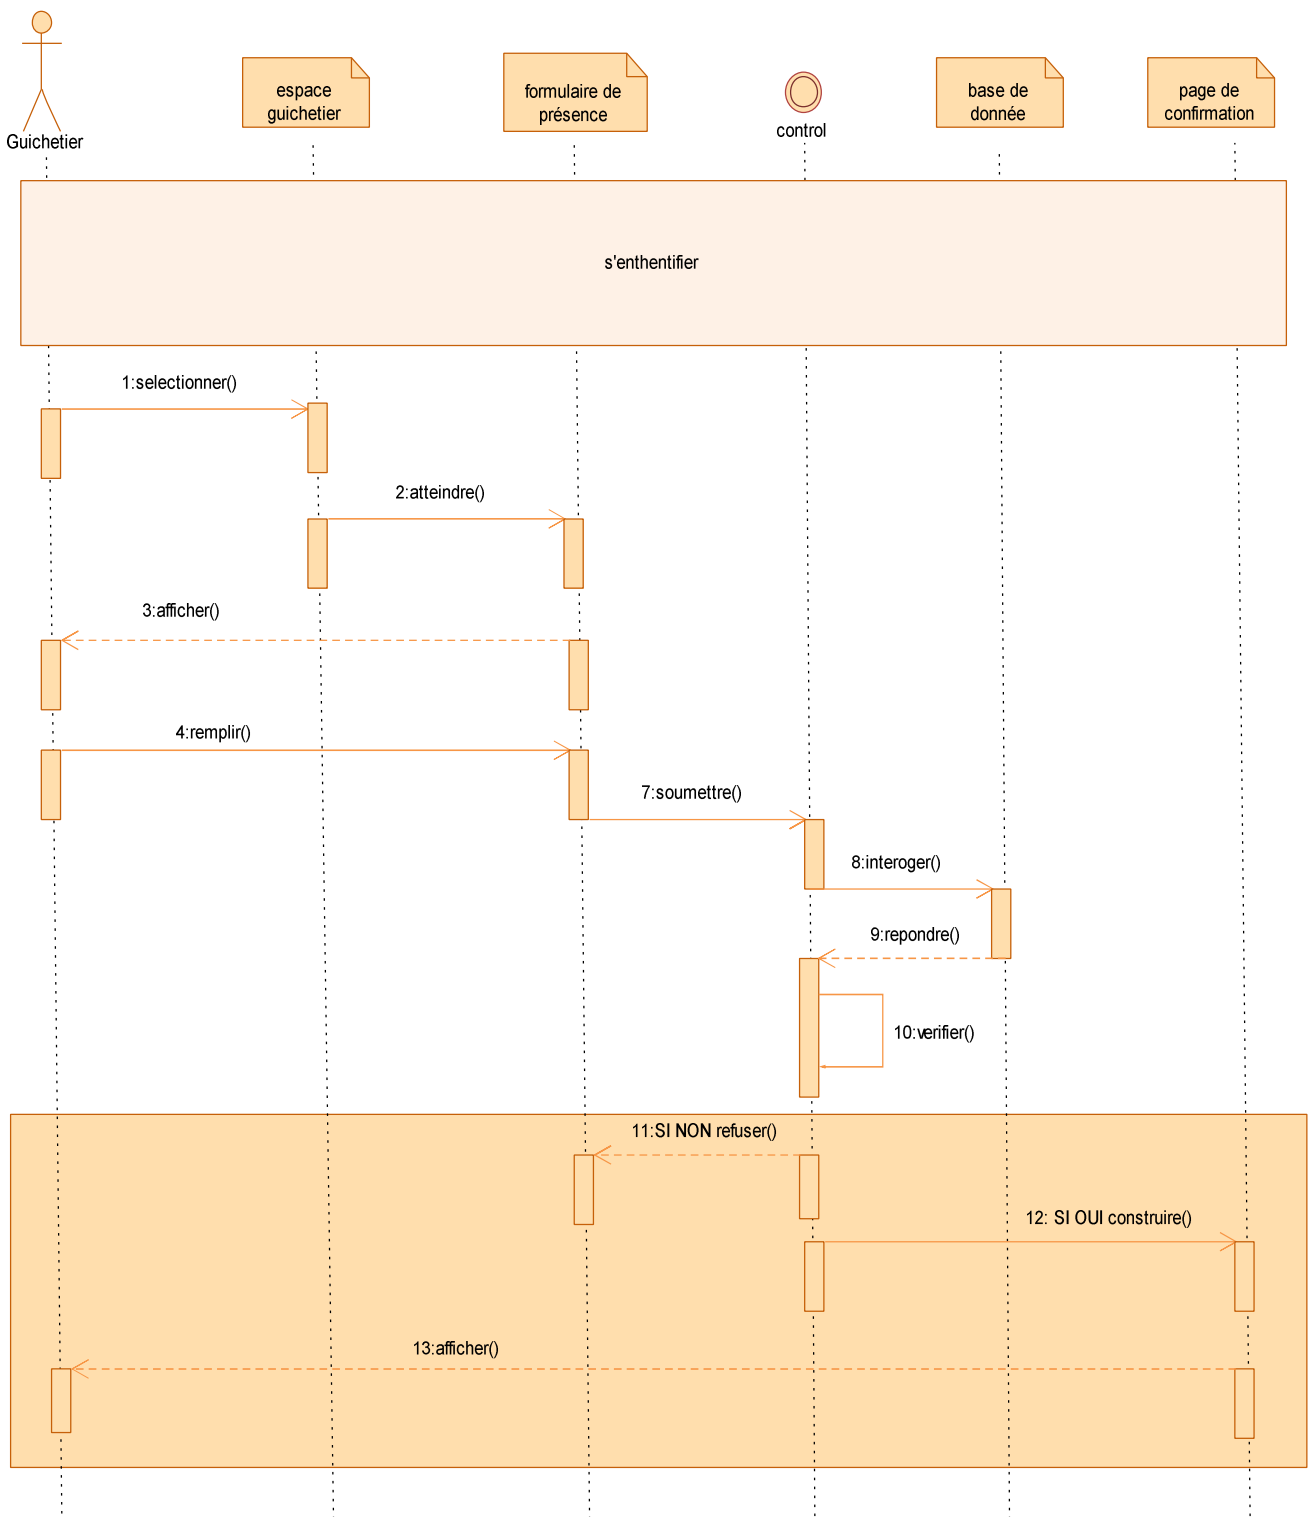 espace
guichetier
formulaire de
présence
base de
donnée
page de
confirmation
control
Guichetier
s'enthentifier
1:selectionner()
2:atteindre()
3:afficher()
4:remplir()
7:soumettre()
8:interoger()
9:repondre()
10:verifier()
11:SI NON refuser()
12: SI OUI construire()
13:afficher()